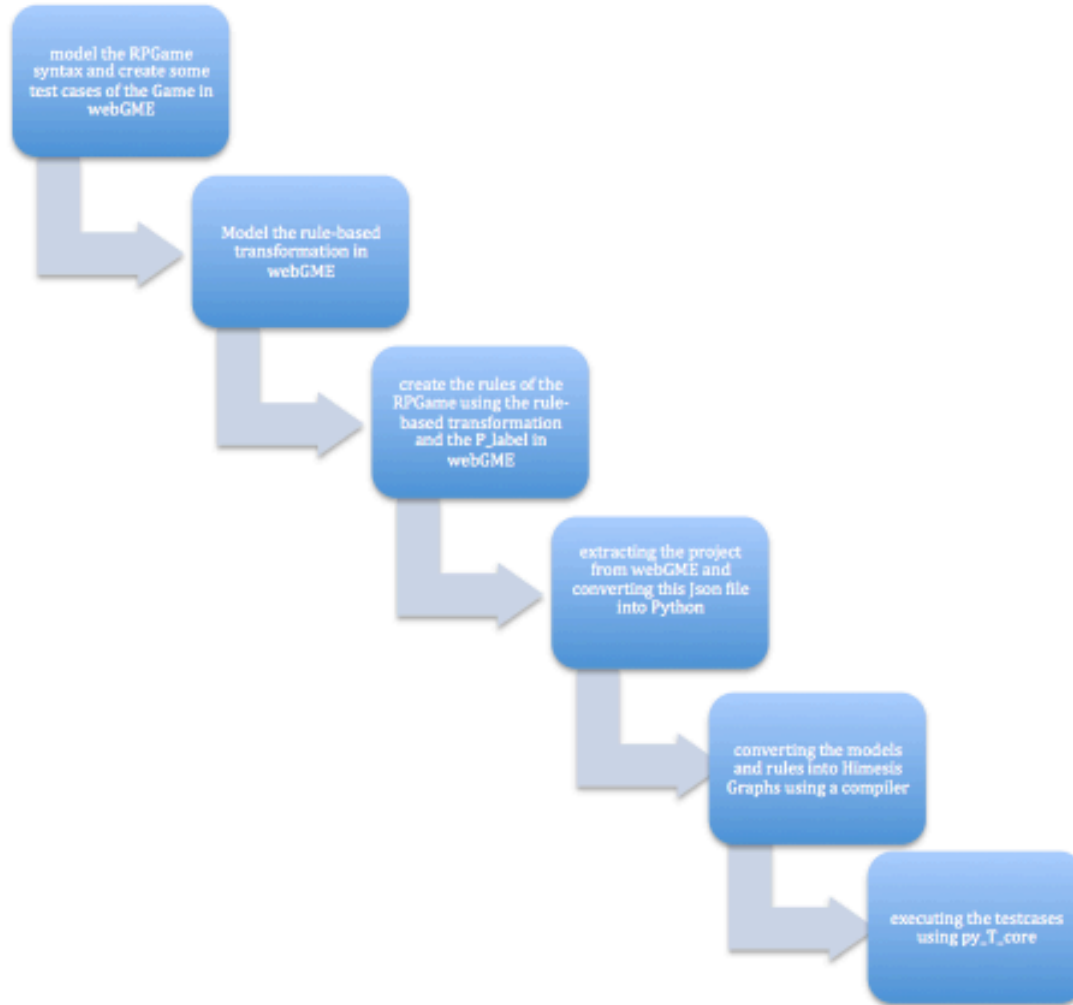 model the RPGame
syntax and create some
test cases of the Game in
webGME
Model the rule-based
transformation in
webGME
create the rules of the
RPGame using the rule-
based transformation
and the P_label in
webGME
extracting the project
from webGME and
converting this Json file
into Python
converting the models
and rules into Himesis
Graphs using a compiler
executing the testcases
using py_T_core